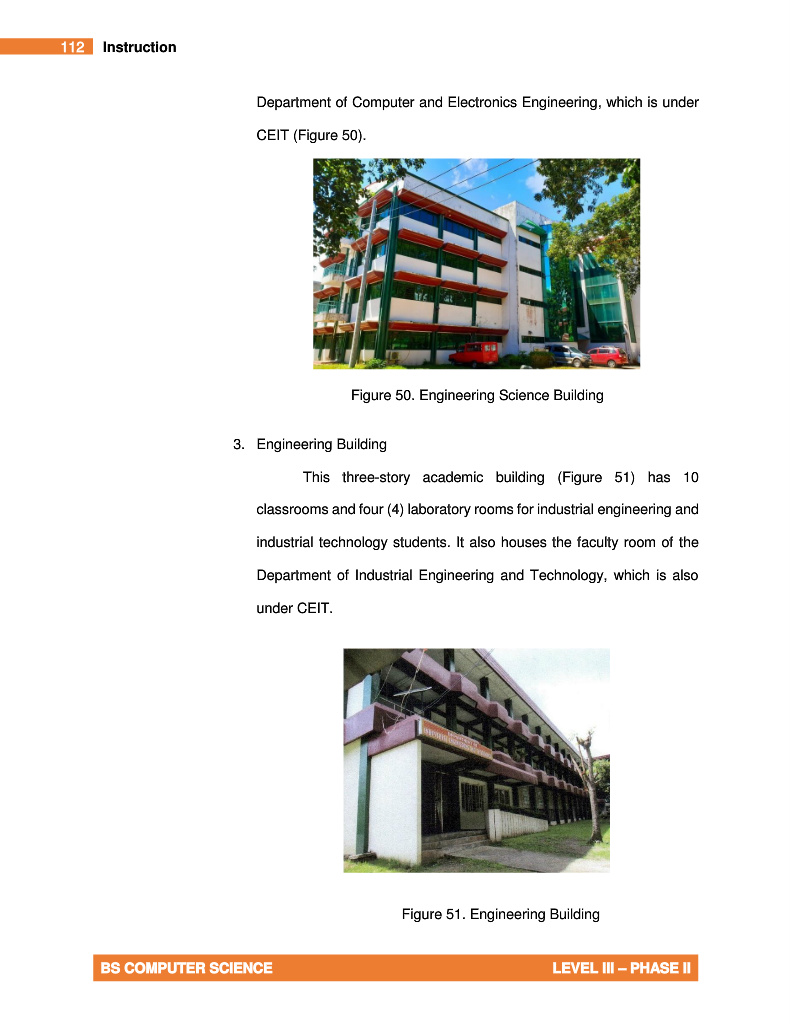 112 Instruction
Department of Computer and Electronics Engineering, which is under
CEIT (Figure 50).
Figure 50. Engineering Science Building
3. Engineering Building
This three-story academic building (Figure 51) has 10
classrooms and four (4) laboratory rooms for industrial engineering and
industrial technology students. It also houses the faculty room of the
Department of Industrial Engineering and Technology, which is also
under CEIT.
Figure 51. Engineering Building
BS COMPUTER SCIENCE LEVEL III – PHASE II